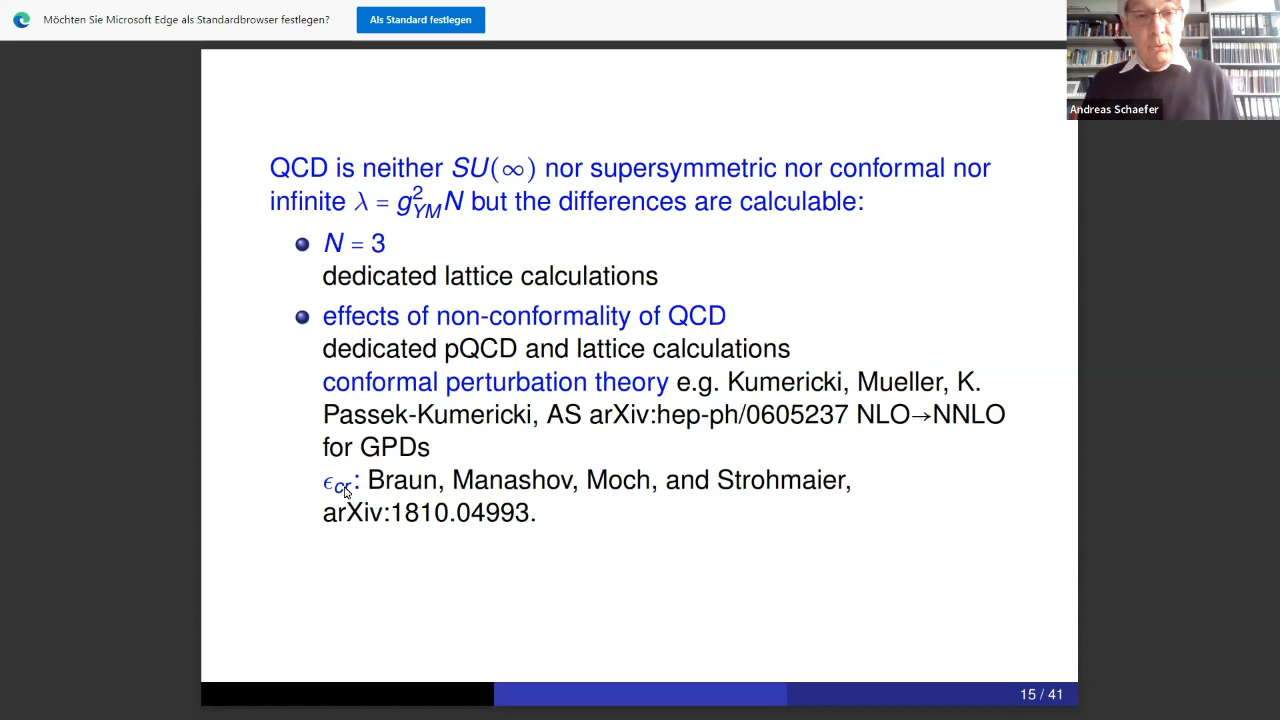 Möchten Sie Microsoft Edge als Standardbrowser festlegen? Als Standard festlegen
Andreas Schaefer
QCD is neither SU(∞) nor supersymmetric nor conformal nor
infinite λ = g²_YM N but the differences are calculable:
N = 3
dedicated lattice calculations
effects of non-conformality of QCD
dedicated pQCD and lattice calculations
conformal perturbation theory e.g. Kumericki, Mueller, K.
Passek-Kumericki, AS arXiv:hep-ph/0605237 NLO→NNLO
for GPDs
ϵ_cr: Braun, Manashov, Moch, and Strohmaier,
arXiv:1810.04993.
15 / 41